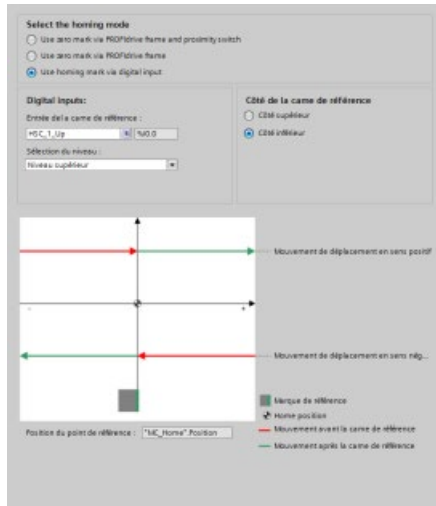 Select the homing mode
Use zero mark via PROFIdrive frame and proximity switch
Use zero mark via PROFIdrive frame
Use homing mark via digital input
Digital inputs:
Entrée del a came de référence :
HSC_1_Up
%I0.0
Sélection du niveau :
Niveau supérieur
Côté de la came de référence
Côté supérieur
Côté inférieur
Mouvement de déplacement en sens positif
-
+
Mouvement de déplacement en sens nég...
Marque de référence
Home position
Mouvement avant la came de référence
Mouvement après la came de référence
Position du point de référence :
"MC_Home".Position